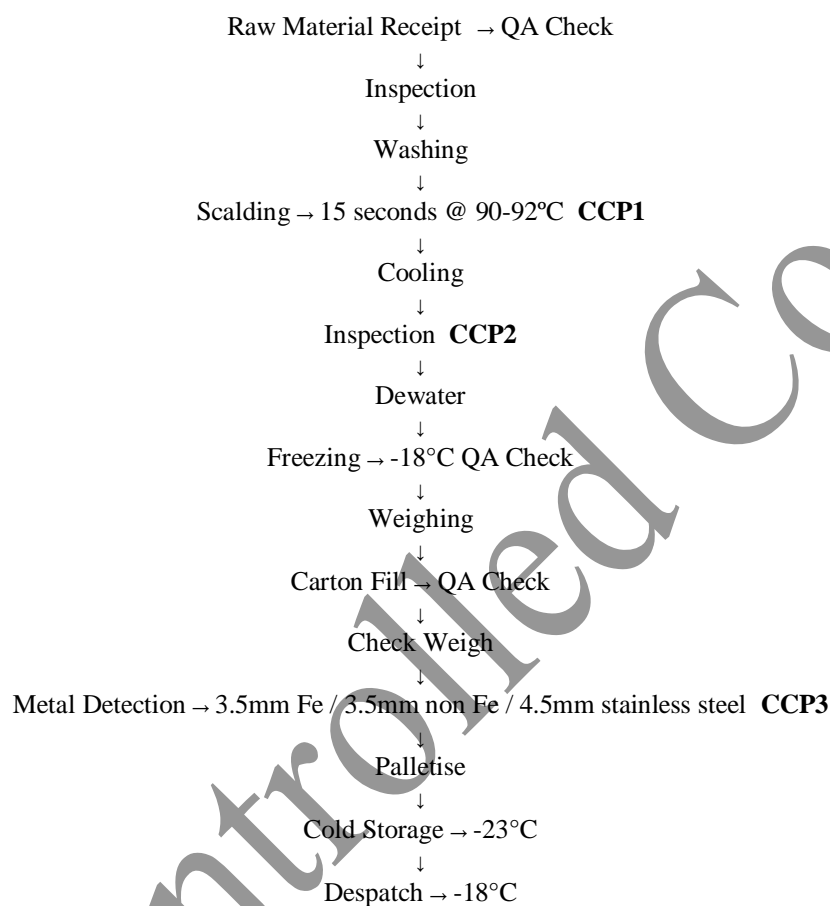 Raw Material Receipt → QA Check
↓
Inspection
↓
Washing
↓
Scalding → 15 seconds @ 90-92ºC CCP1
↓
Cooling
↓
Inspection CCP2
↓
Dewater
↓
Freezing → -18°C QA Check
↓
Weighing
↓
Carton Fill → QA Check
↓
Check Weigh
↓
Metal Detection → 3.5mm Fe / 3.5mm non Fe / 4.5mm stainless steel CCP3
↓
Palletise
↓
Cold Storage → -23°C
↓
Despatch → -18°C
ntrolled Co